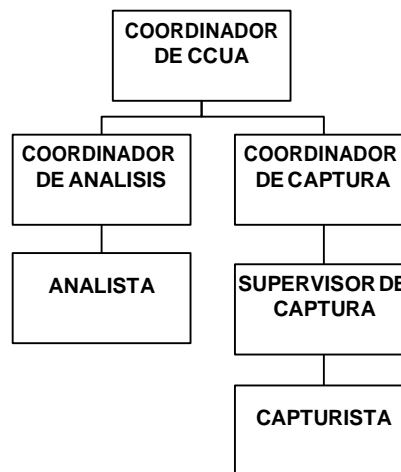 COORDINADOR
DE CCUA
COORDINADOR
DE ANALISIS
COORDINADOR
DE CAPTURA
ANALISTA
SUPERVISOR DE
CAPTURA
CAPTURISTA